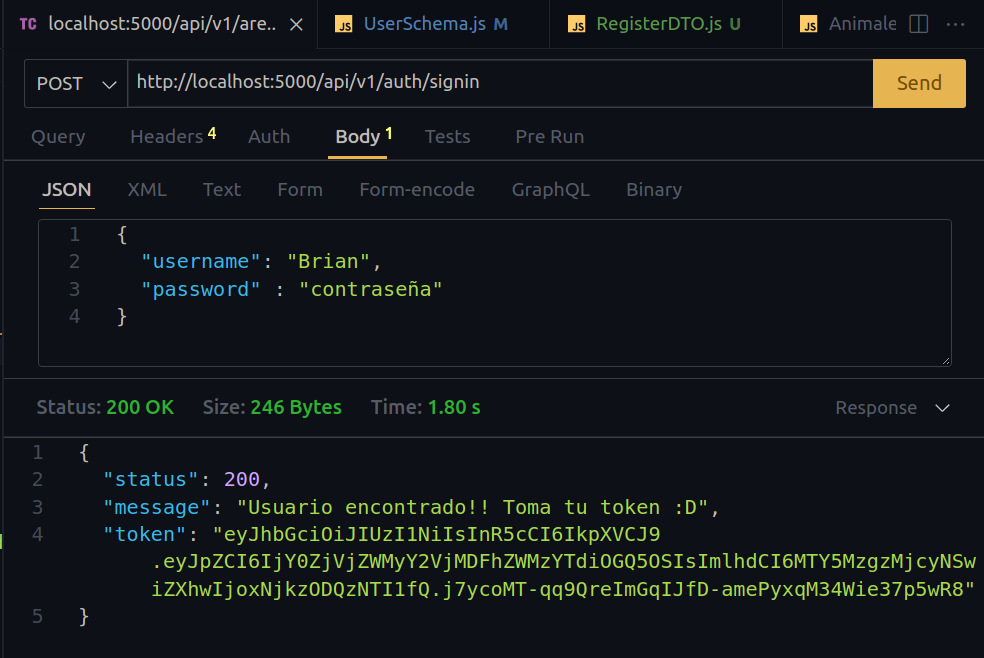 TC localhost:5000/api/v1/are... JS UserSchema.js M JS RegisterDTO.js U JS Animale
POST http://localhost:5000/api/v1/auth/signin Send
Query Headers 4 Auth Body 1 Tests Pre Run
JSON XML Text Form Form-encode GraphQL Binary
1 {
2 "username": "Brian",
3 "password" : "contraseña"
4 }
Status: 200 OK Size: 246 Bytes Time: 1.80 s Response
1 {
2 "status": 200,
3 "message": "Usuario encontrado!! Toma tu token :D",
4 "token": "eyJhbGciOiJIUzI1NiIsInR5cCI6IkpXVCJ9
.eyJpZCI6IjY0ZjVjZWMyY2VjMDFhZWMzYTdiOGQ5OSIsImlhdCI6MTY5MzgzMjcyNSw
iZXhwIjoxNjkzODQzNTI1fQ.j7ycoMT-qq9QreImGqIJfD-amePyxqM34Wie37p5wR8"
5 }